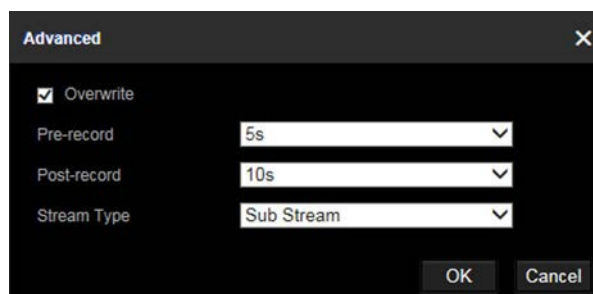 Advanced
Overwrite
Pre-record 5s
Post-record 10s
Stream Type Sub Stream
OK Cancel